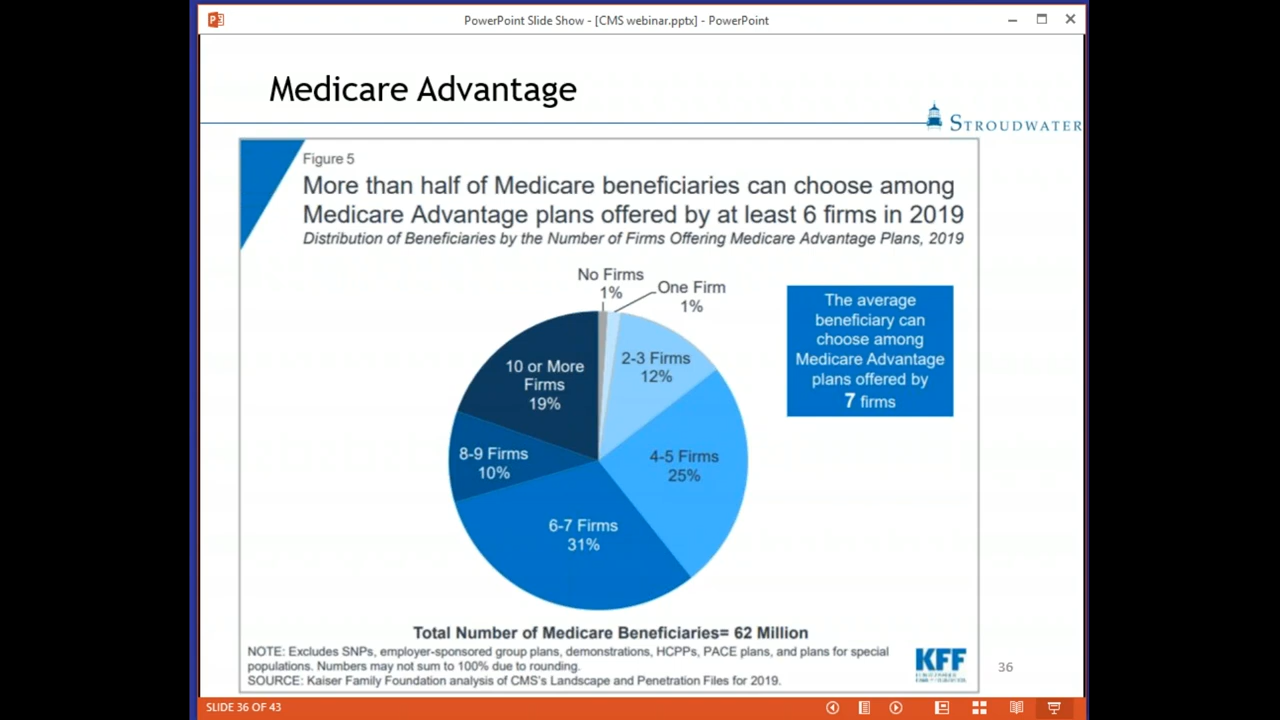 PowerPoint Slide Show - [CMS webinar.pptx] - PowerPoint
Medicare Advantage
STROUDWATER
Figure 5
More than half of Medicare beneficiaries can choose among
Medicare Advantage plans offered by at least 6 firms in 2019
Distribution of Beneficiaries by the Number of Firms Offering Medicare Advantage Plans, 2019
No Firms
1%
One Firm
1%
2-3 Firms
12%
4-5 Firms
25%
6-7 Firms
31%
8-9 Firms
10%
10 or More
Firms
19%
The average
beneficiary can
choose among
Medicare Advantage
plans offered by
7 firms
Total Number of Medicare Beneficiaries= 62 Million
NOTE: Excludes SNPs, employer-sponsored group plans, demonstrations, HCPPs, PACE plans, and plans for special
populations. Numbers may not sum to 100% due to rounding.
SOURCE: Kaiser Family Foundation analysis of CMS's Landscape and Penetration Files for 2019.
KFF
36
SLIDE 36 OF 43